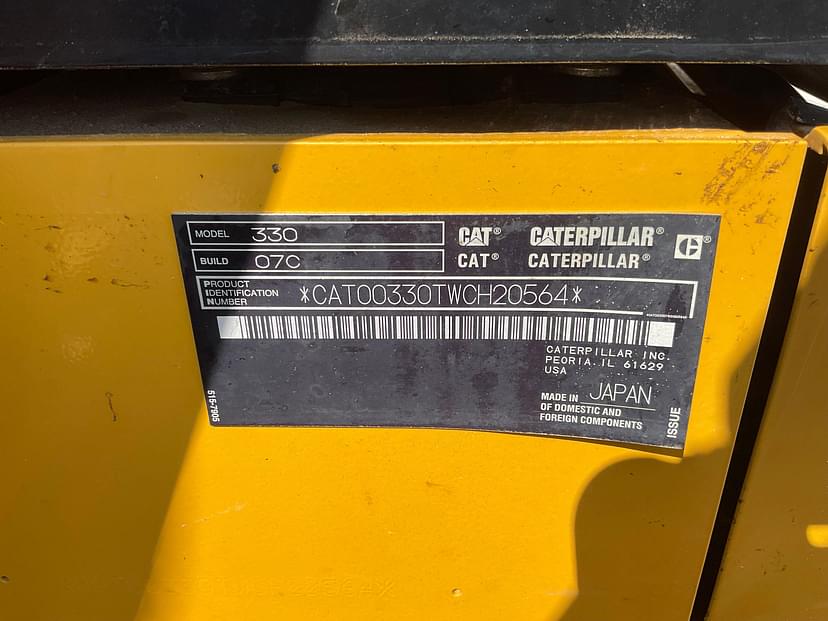 MODEL 330
BUILD 07C
CAT® CATERPILLAR®
CAT® CATERPILLAR®
C®
PRODUCT
IDENTIFICATION
NUMBER
*CAT00330TWCH20564*
CATERPILLAR INC.
PEORIA, IL 61629
USA
MADE IN JAPAN
OF DOMESTIC AND
FOREIGN COMPONENTS
515-7905
ISSUE